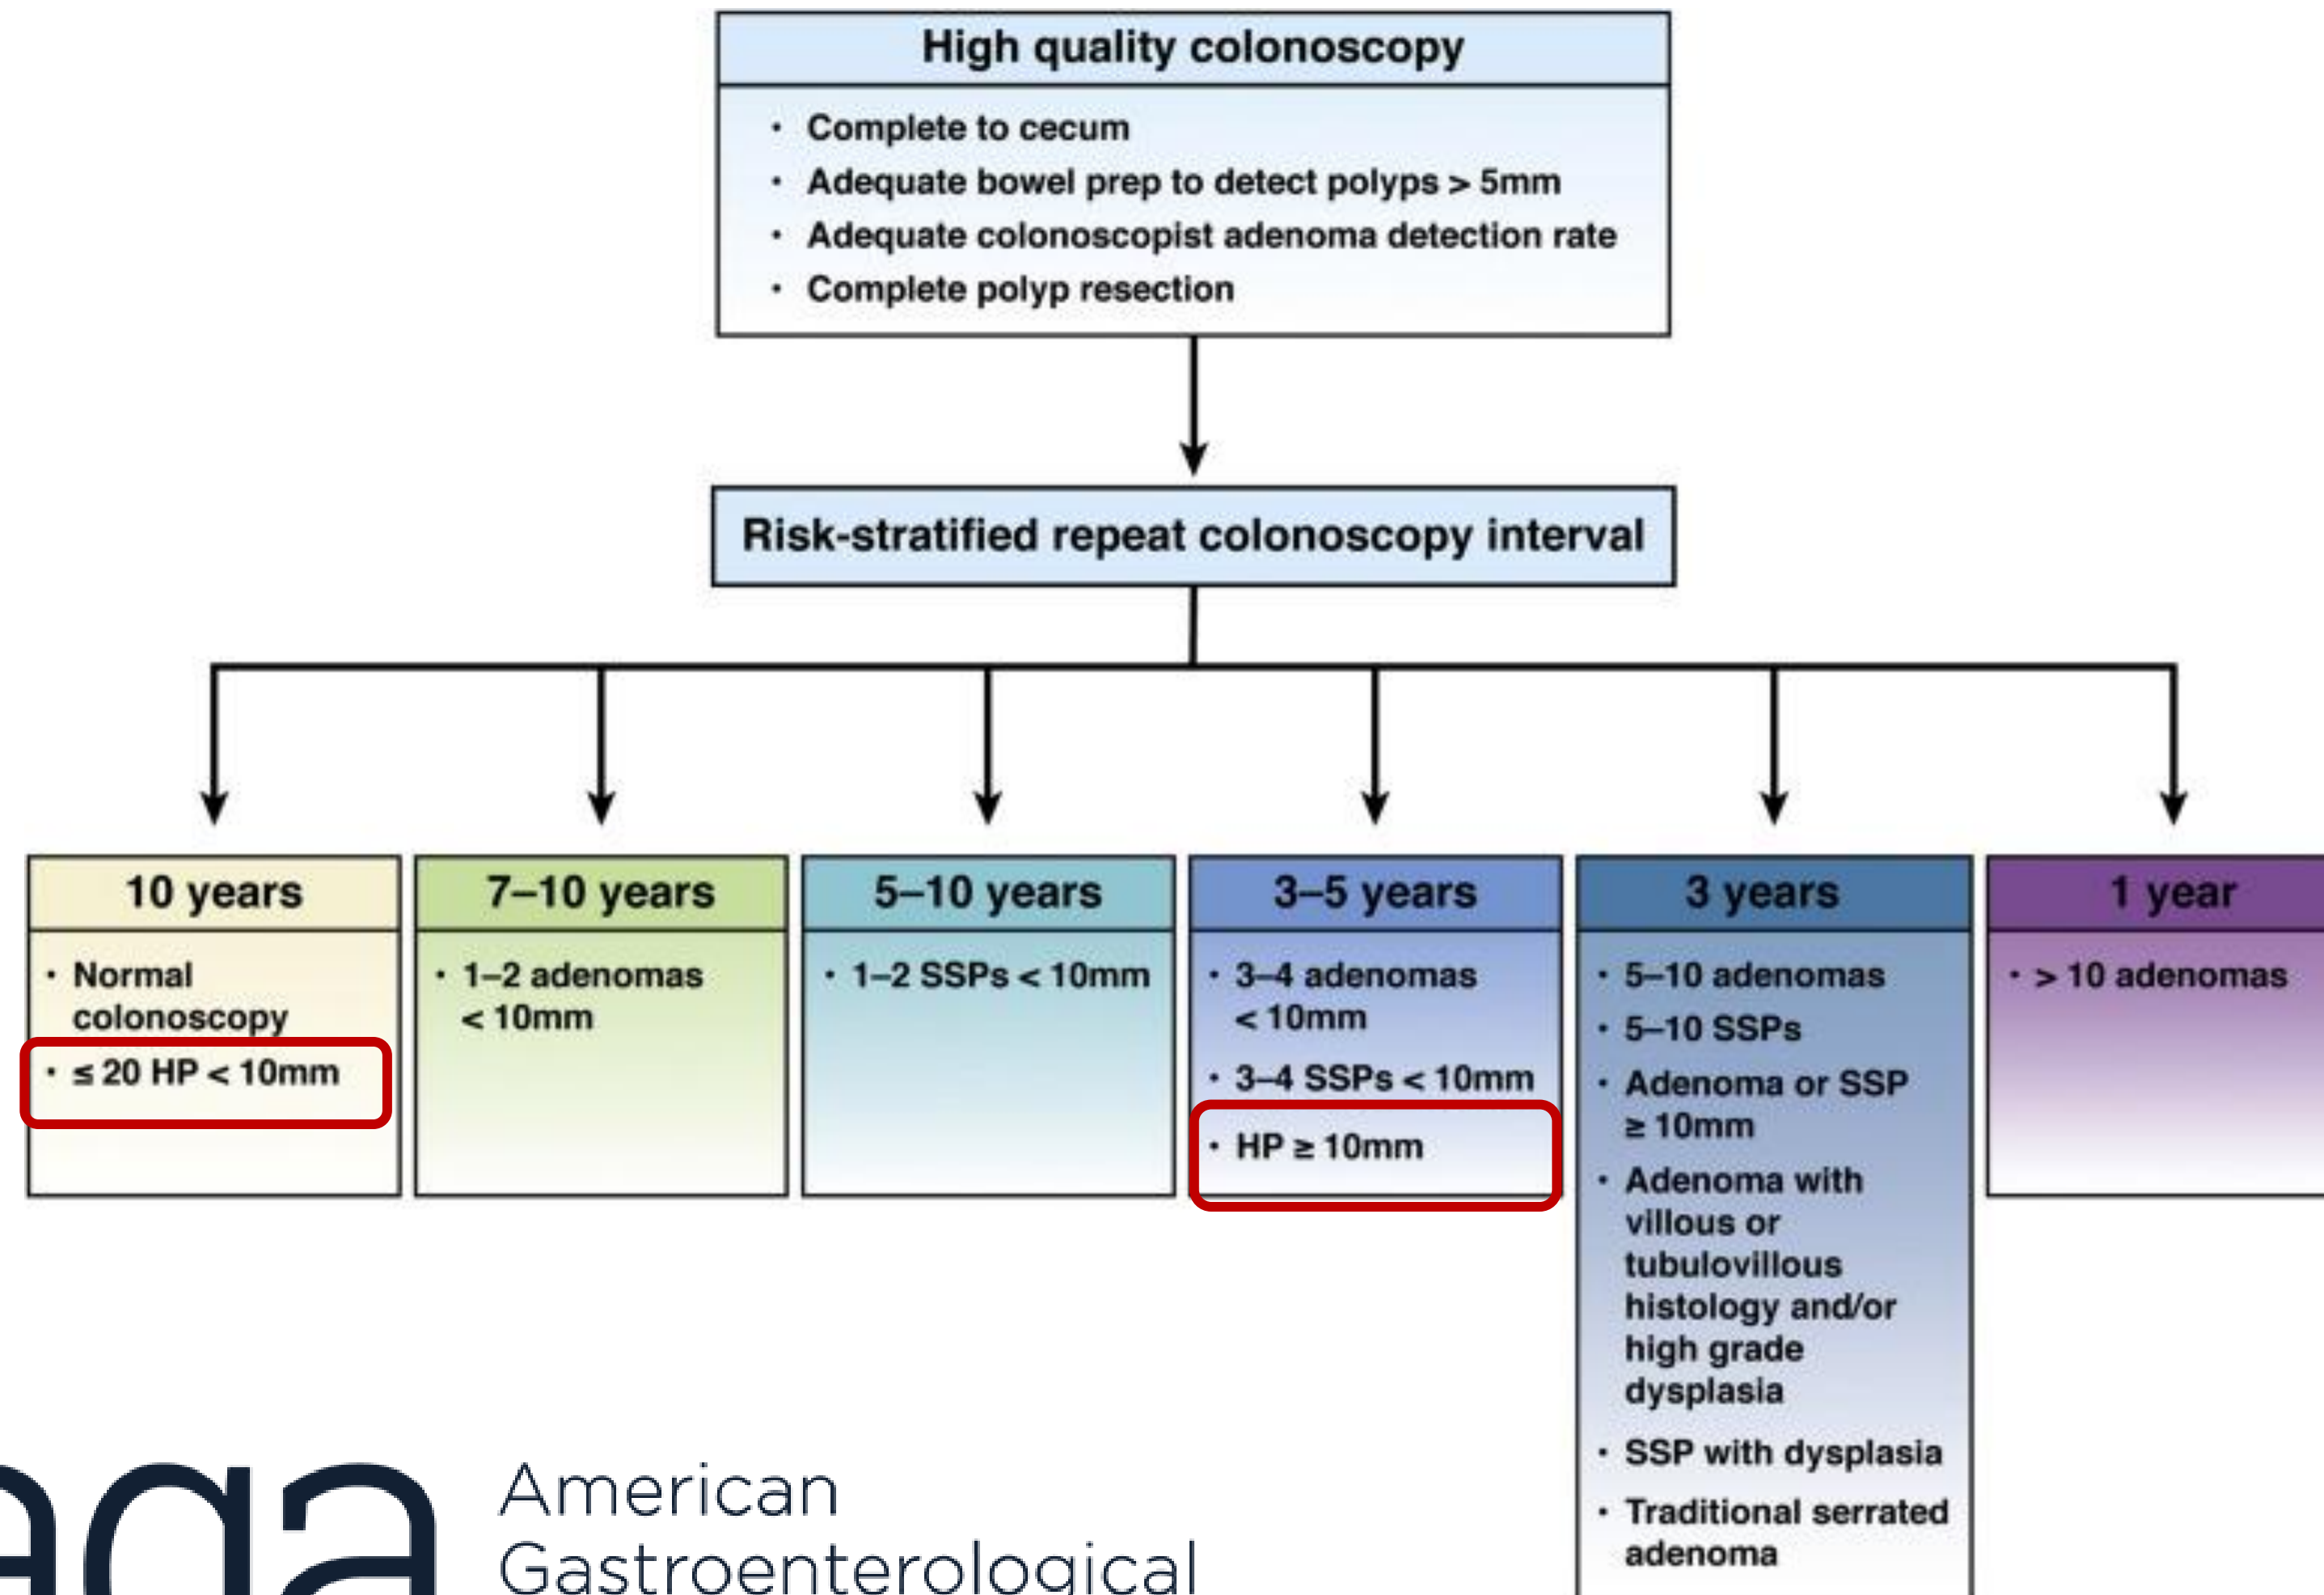 High quality colonoscopy
· Complete to cecum
· Adequate bowel prep to detect polyps > 5mm
· Adequate colonoscopist adenoma detection rate
· Complete polyp resection
Risk-stratified repeat colonoscopy interval
10 years
· Normal
colonoscopy
· ≤ 20 HP < 10mm
7–10 years
· 1–2 adenomas
< 10mm
5–10 years
· 1–2 SSPs < 10mm
3–5 years
· 3–4 adenomas
< 10mm
· 3–4 SSPs < 10mm
· HP ≥ 10mm
3 years
· 5–10 adenomas
· 5–10 SSPs
· Adenoma or SSP
≥ 10mm
· Adenoma with
villous or
tubulovillous
histology and/or
high grade
dysplasia
· SSP with dysplasia
· Traditional serrated
adenoma
1 year
· > 10 adenomas
aga
American
Gastroenterological